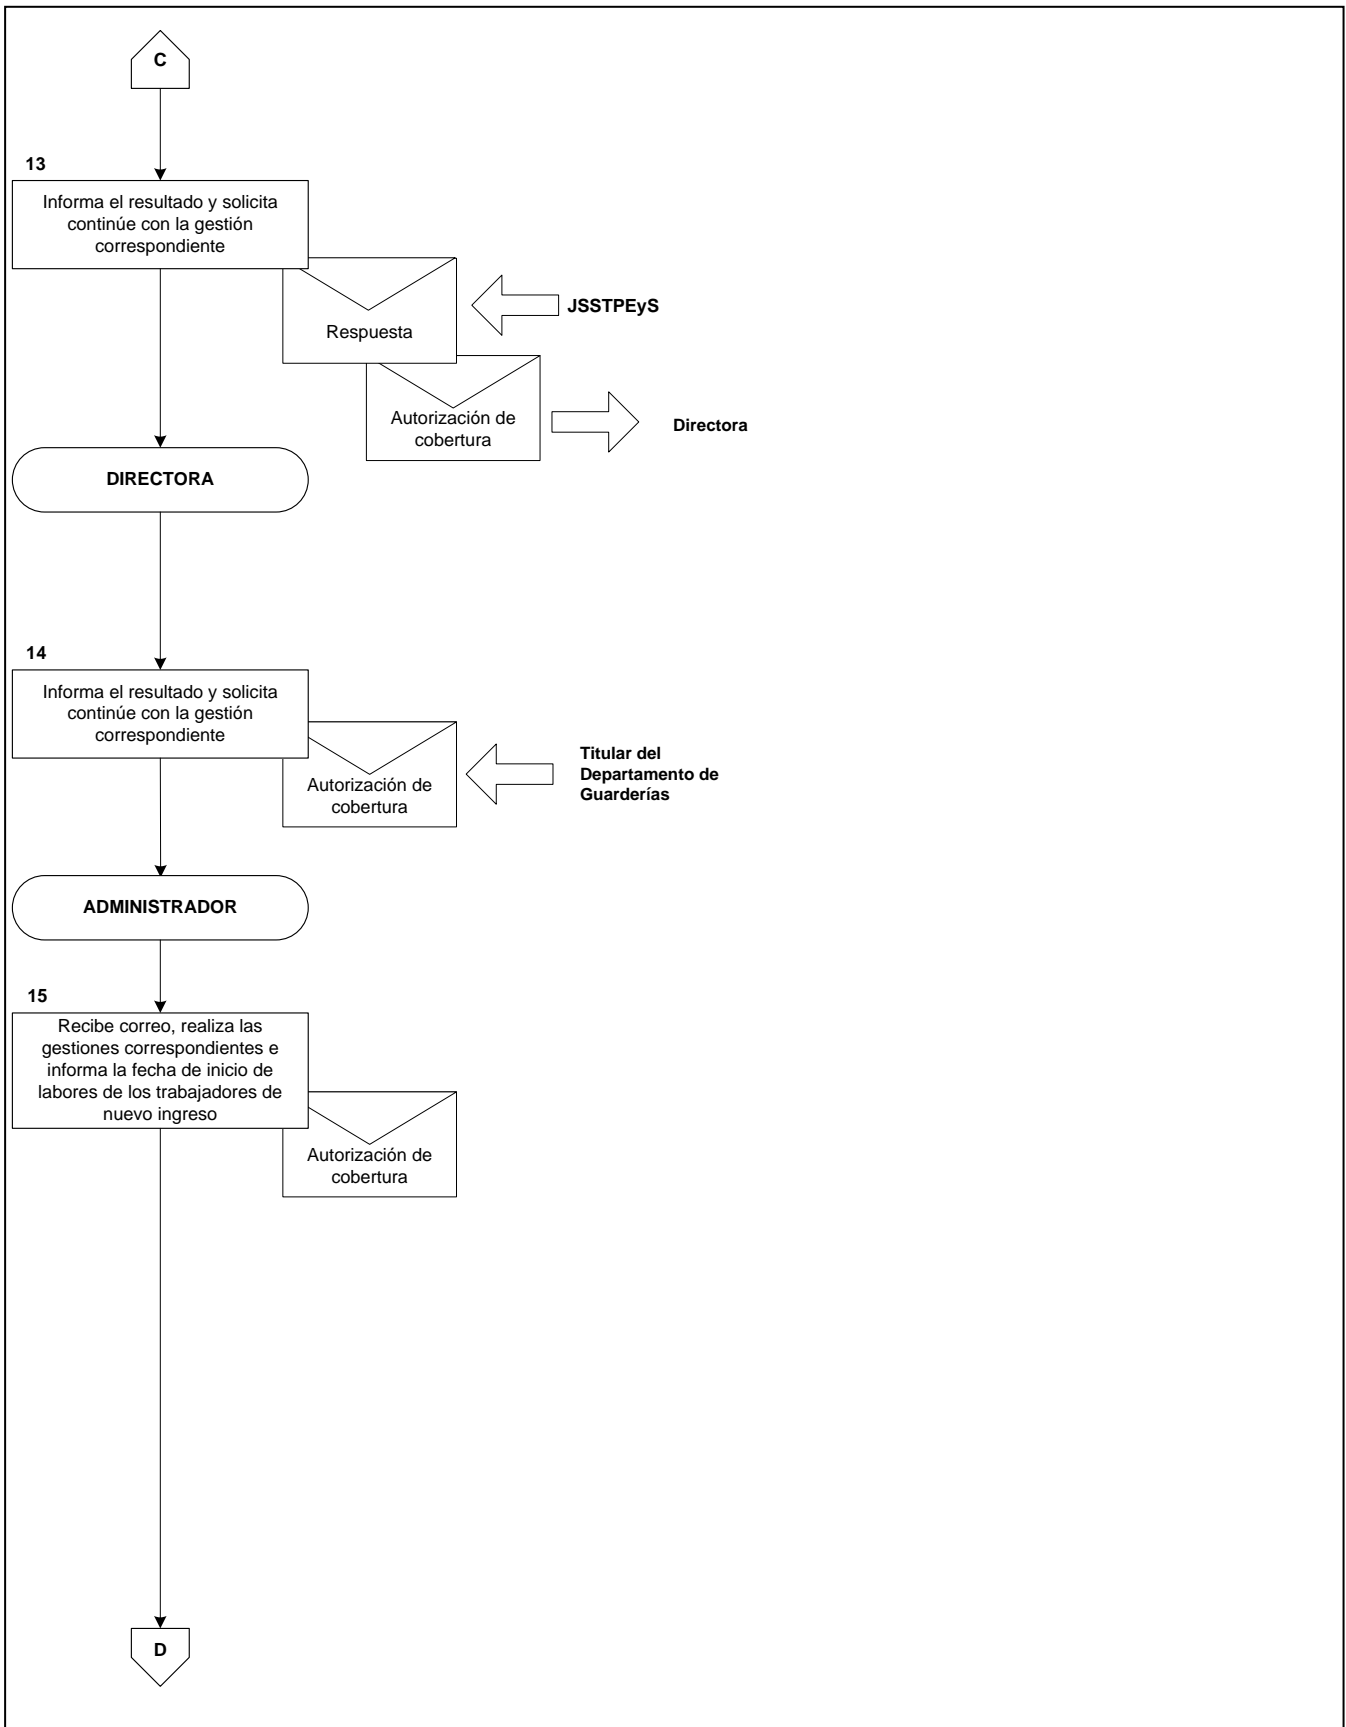 C
13
Informa el resultado y solicita
continúe con la gestión
correspondiente
JSSTPEyS
Respuesta
Autorización de
cobertura
Directora
DIRECTORA
14
Informa el resultado y solicita
continúe con la gestión
correspondiente
Titular del
Departamento de
Guarderías
Autorización de
cobertura
ADMINISTRADOR
15
Recibe correo, realiza las
gestiones correspondientes e
informa la fecha de inicio de
labores de los trabajadores de
nuevo ingreso
Autorización de
cobertura
D